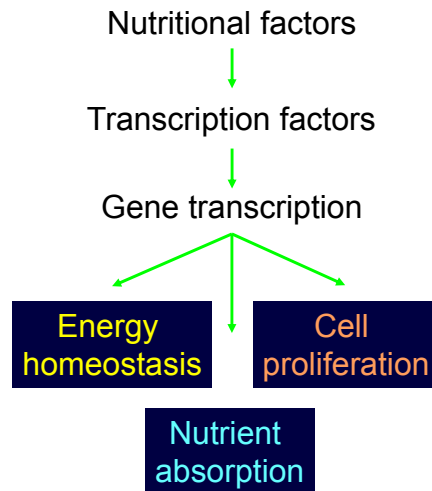 Nutritional factors
Transcription factors
Gene transcription
Energy
homeostasis
Cell
proliferation
Nutrient
absorption